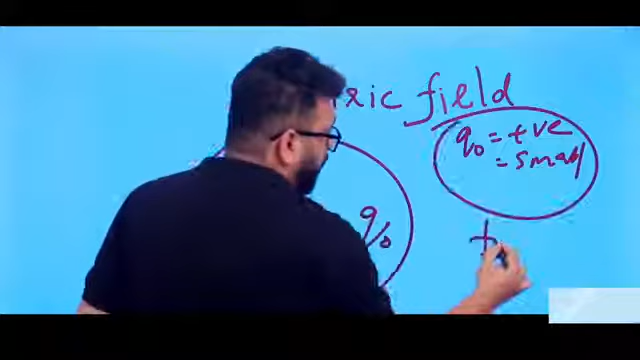 ric field
q₀ = +ve
= small
q₀
+